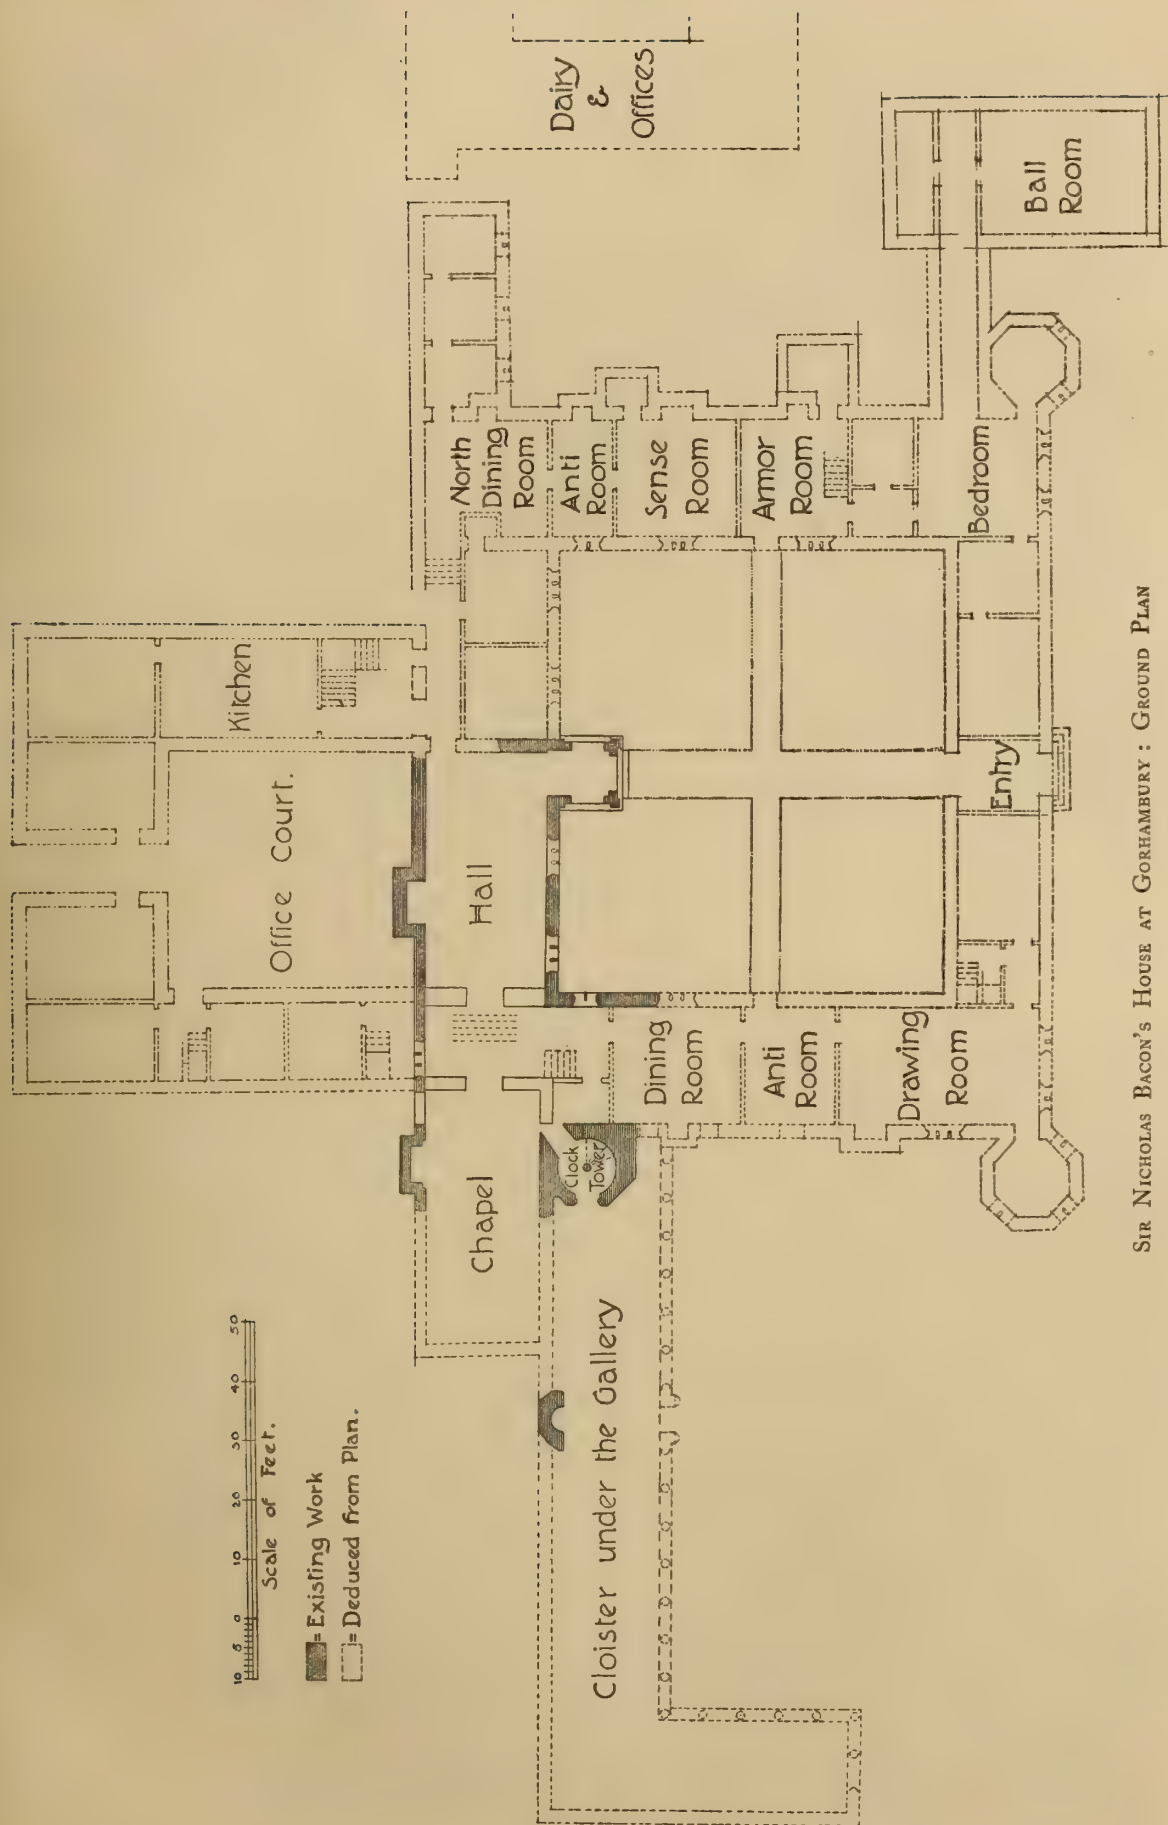 Dairy
&
Offices
Ball
Room
North
Dining
Room
Anti
Room
Sense
Room
Armor
Room
Bedroom
Kitchen
Office Court.
Hall
Entry
Dining
Room
Anti
Room
Drawing
Room
Clock
Tower
Chapel
Cloister under the Gallery
10 5 0 10 20 30 40 50
Scale of Feet.
= Existing Work
= Deduced from Plan.
SIR NICHOLAS BACON'S HOUSE AT GORHAMBURY : GROUND PLAN